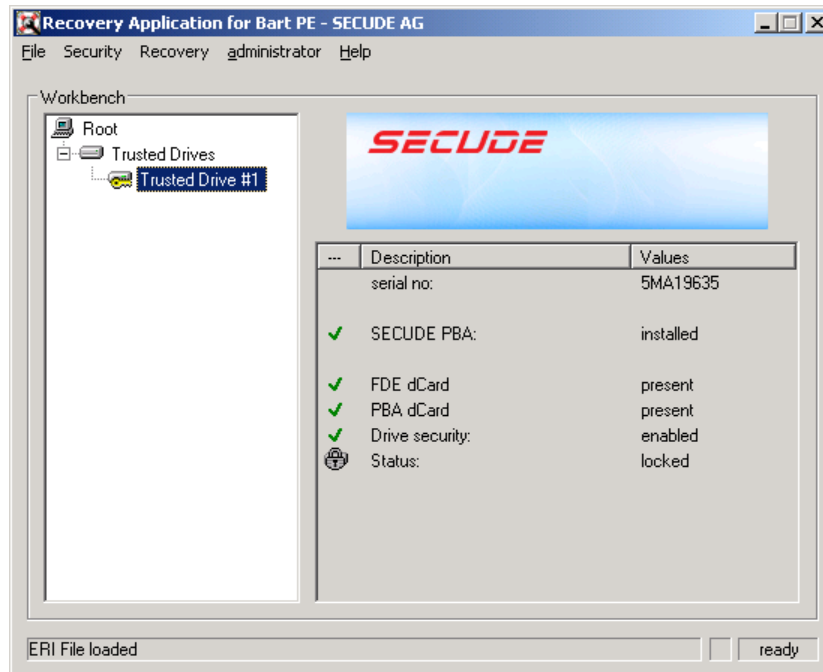 Recovery Application for Bart PE - SECUDE AG
File Security Recovery administrator Help
Workbench
Root
Trusted Drives
Trusted Drive #1
SECUDE
--- Description Values
serial no: 5MA19635
SECUDE PBA: installed
FDE dCard present
PBA dCard present
Drive security: enabled
Status: locked
ERI File loaded ready